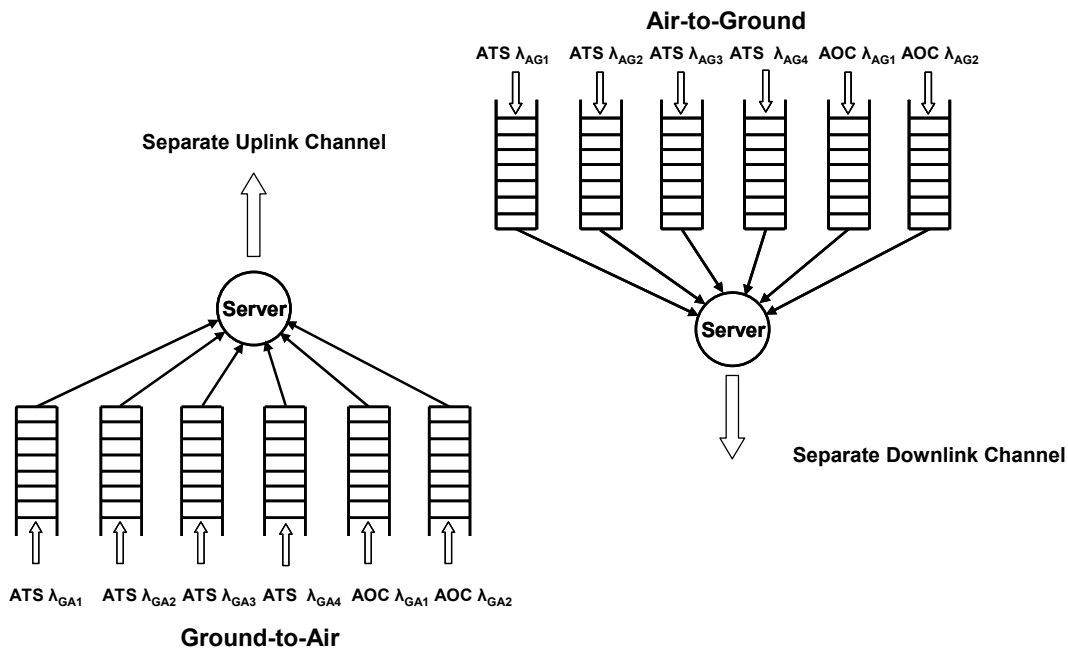 Air-to-Ground
ATS λAG1 ATS λAG2 ATS λAG3 ATS λAG4 AOC λAG1 AOC λAG2
Separate Uplink Channel
Server
Server
Separate Downlink Channel
ATS λGA1 ATS λGA2 ATS λGA3 ATS λGA4 AOC λGA1 AOC λGA2
Ground-to-Air